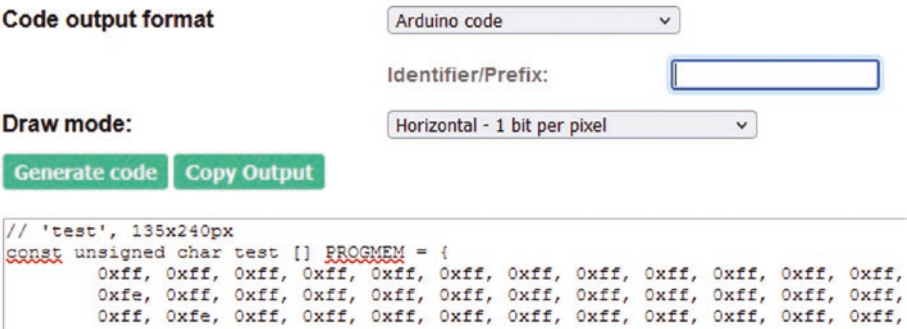 Code output format Arduino code
Identifier/Prefix:
Draw mode: Horizontal - 1 bit per pixel
Generate code Copy Output
// 'test', 135x240px
const unsigned char test [] PROGMEM = {
0xff, 0xff, 0xff, 0xff, 0xff, 0xff, 0xff, 0xff, 0xff, 0xff, 0xff, 0xff,
0xfe, 0xff, 0xff, 0xff, 0xff, 0xff, 0xff, 0xff, 0xff, 0xff, 0xff, 0xff,
0xff, 0xfe, 0xff, 0xff, 0xff, 0xff, 0xff, 0xff, 0xff, 0xff, 0xff, 0xff,